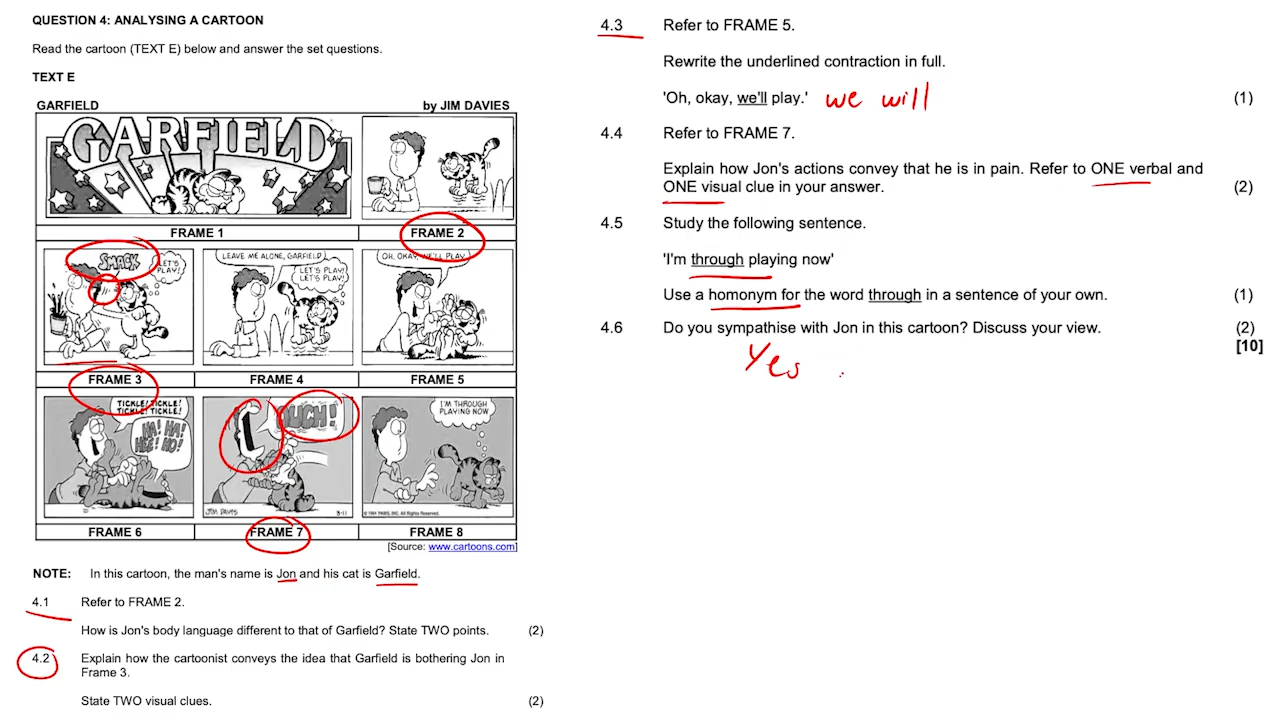 QUESTION 4: ANALYSING A CARTOON
Read the cartoon (TEXT E) below and answer the set questions.
TEXT E
GARFIELD by JIM DAVIES
GARFIELD
FRAME 1 FRAME 2
SMACK
LET'S PLAY!
LEAVE ME ALONE, GARFIELD
LET'S PLAY!
LET'S PLAY!
OH, OKAY, WE'LL PLAY
FRAME 3 FRAME 4 FRAME 5
TICKLE! TICKLE!
TICKLE! TICKLE!
HA! HA!
HEE! HO!
OUCH!
I'M THROUGH
PLAYING NOW
JIM DAVIS 3-11
FRAME 6 FRAME 7 FRAME 8
[Source: www.cartoons.com]
NOTE: In this cartoon, the man's name is Jon and his cat is Garfield.
4.1 Refer to FRAME 2.
How is Jon's body language different to that of Garfield? State TWO points. (2)
4.2 Explain how the cartoonist conveys the idea that Garfield is bothering Jon in
Frame 3.
State TWO visual clues. (2)
4.3 Refer to FRAME 5.
Rewrite the underlined contraction in full.
'Oh, okay, we'll play.' we will (1)
4.4 Refer to FRAME 7.
Explain how Jon's actions convey that he is in pain. Refer to ONE verbal and
ONE visual clue in your answer. (2)
4.5 Study the following sentence.
'I'm through playing now'
Use a homonym for the word through in a sentence of your own. (1)
4.6 Do you sympathise with Jon in this cartoon? Discuss your view. (2)
[10]
Yes